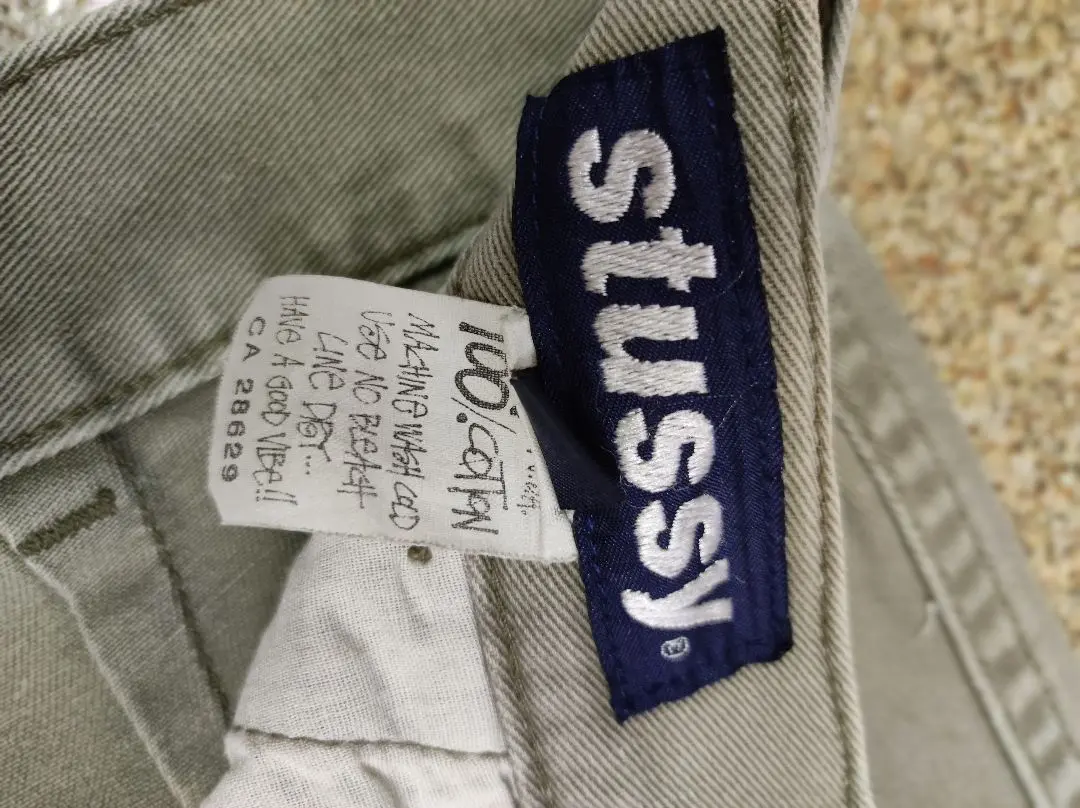 stussy®
100% COTTON
MACHINE WASH COLD
USE NO BLEACH
LINE DRY...
HAVE A GOOD VIBE!!
CA 28629